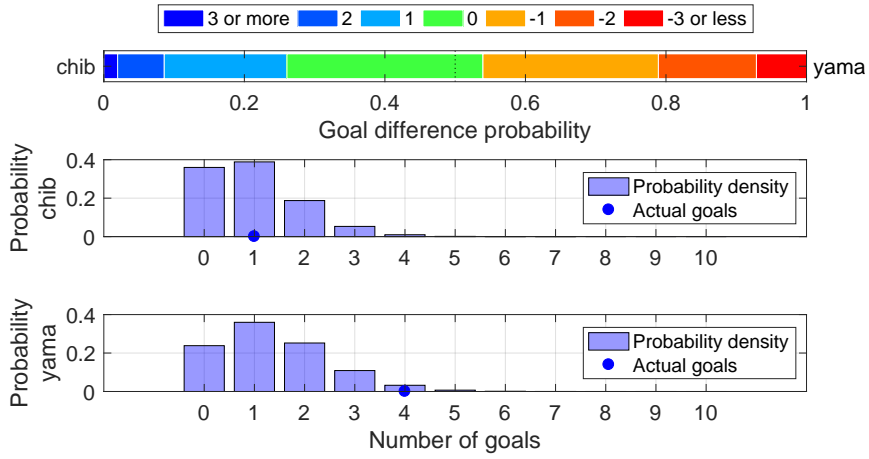 3 or more 2 1 0 -1 -2 -3 or less
chib yama
0 0.2 0.4 0.6 0.8 1
Goal difference probability
Probability
chib
0.4
0.2
0
Probability density
Actual goals
0 1 2 3 4 5 6 7 8 9 10
Probability
yama
0.4
0.2
0
Probability density
Actual goals
0 1 2 3 4 5 6 7 8 9 10
Number of goals